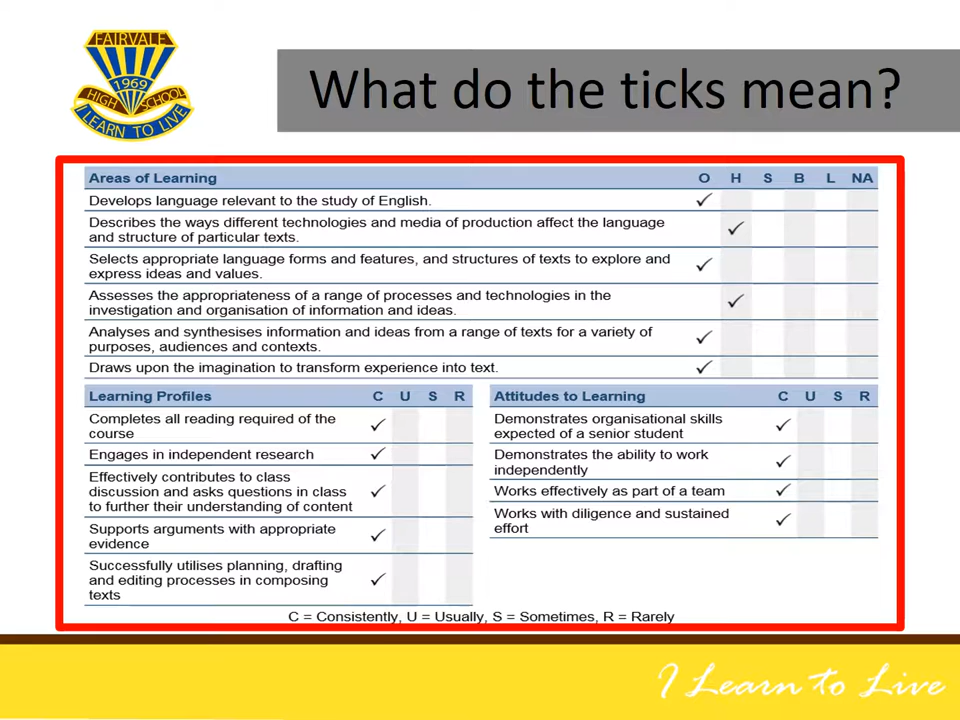 FAIRVALE
1969
HIGH SCHOOL
I LEARN TO LIVE
What do the ticks mean?
Areas of Learning O H S B L NA
Develops language relevant to the study of English. ✓
Describes the ways different technologies and media of production affect the language
and structure of particular texts. ✓
Selects appropriate language forms and features, and structures of texts to explore and
express ideas and values. ✓
Assesses the appropriateness of a range of processes and technologies in the
investigation and organisation of information and ideas. ✓
Analyses and synthesises information and ideas from a range of texts for a variety of
purposes, audiences and contexts. ✓
Draws upon the imagination to transform experience into text. ✓
Learning Profiles C U S R
Completes all reading required of the
course ✓
Engages in independent research ✓
Effectively contributes to class
discussion and asks questions in class
to further their understanding of content ✓
Supports arguments with appropriate
evidence ✓
Successfully utilises planning, drafting
and editing processes in composing
texts ✓
Attitudes to Learning C U S R
Demonstrates organisational skills
expected of a senior student ✓
Demonstrates the ability to work
independently ✓
Works effectively as part of a team ✓
Works with diligence and sustained
effort ✓
C = Consistently, U = Usually, S = Sometimes, R = Rarely
I Learn to Live